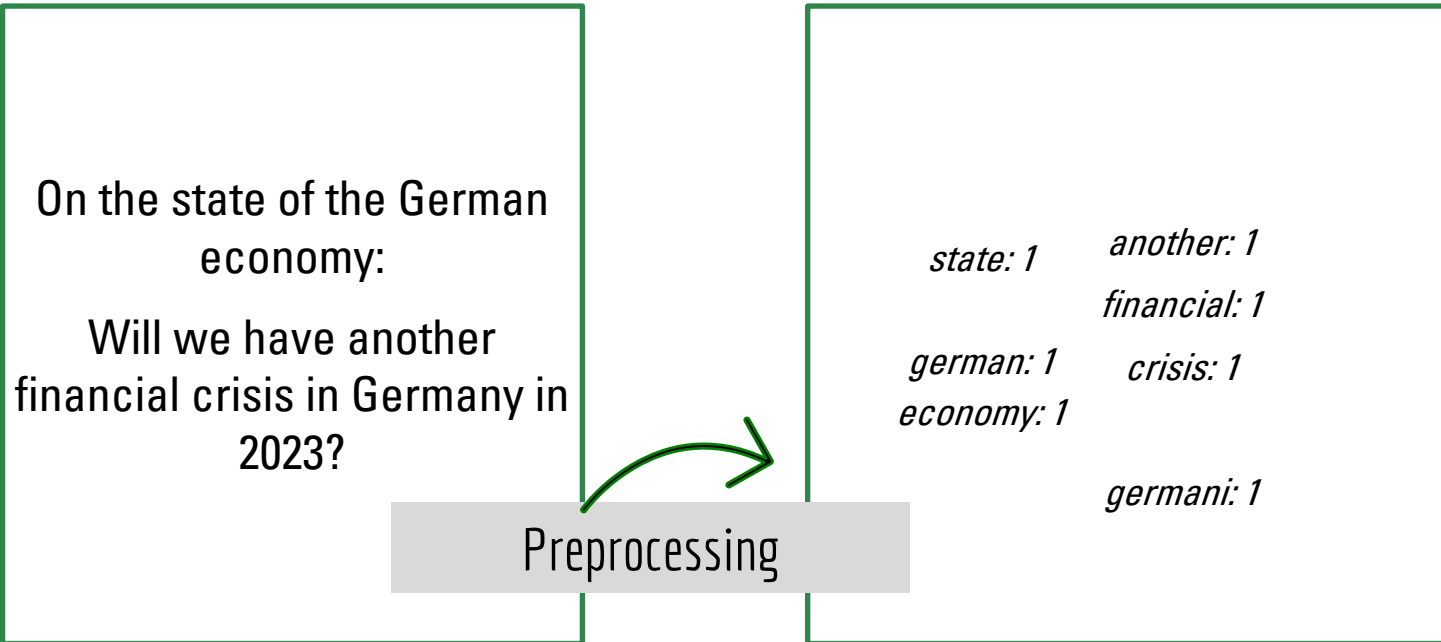 On the state of the German
economy:
Will we have another
financial crisis in Germany in
2023?
Preprocessing
state: 1
german: 1
economy: 1
another: 1
financial: 1
crisis: 1
germani: 1